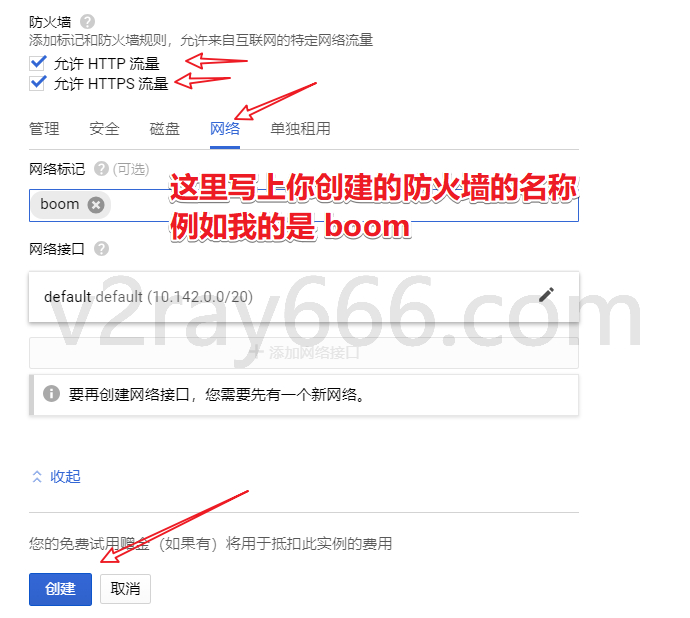 防火墙
添加标记和防火墙规则，允许来自互联网的特定网络流量
允许 HTTP 流量
允许 HTTPS 流量
管理 安全 磁盘 网络 单独租用
网络标记 (可选)
boom
这里写上你创建的防火墙的名称
例如我的是 boom
网络接口
default default (10.142.0.0/20)
v2ray666.com
+ 添加网络接口
要再创建网络接口，您需要先有一个新网络。
收起
您的免费试用赠金（如果有）将用于抵扣此实例的费用
创建 取消